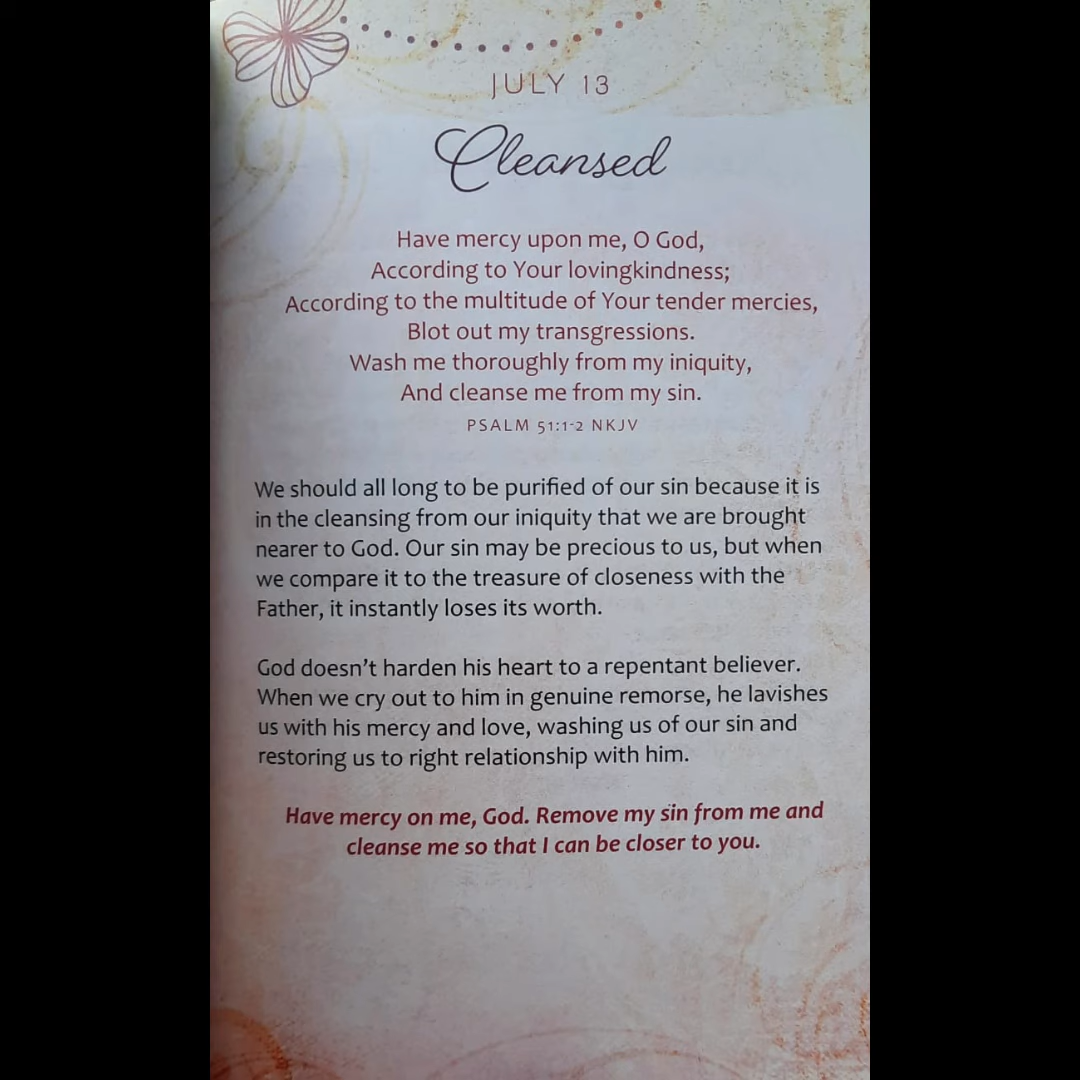 JULY 13
Cleansed
Have mercy upon me, O God,
According to Your lovingkindness;
According to the multitude of Your tender mercies,
Blot out my transgressions.
Wash me thoroughly from my iniquity,
And cleanse me from my sin.
PSALM 51:1-2 NKJV
We should all long to be purified of our sin because it is
in the cleansing from our iniquity that we are brought
nearer to God. Our sin may be precious to us, but when
we compare it to the treasure of closeness with the
Father, it instantly loses its worth.
God doesn't harden his heart to a repentant believer.
When we cry out to him in genuine remorse, he lavishes
us with his mercy and love, washing us of our sin and
restoring us to right relationship with him.
Have mercy on me, God. Remove my sin from me and
cleanse me so that I can be closer to you.